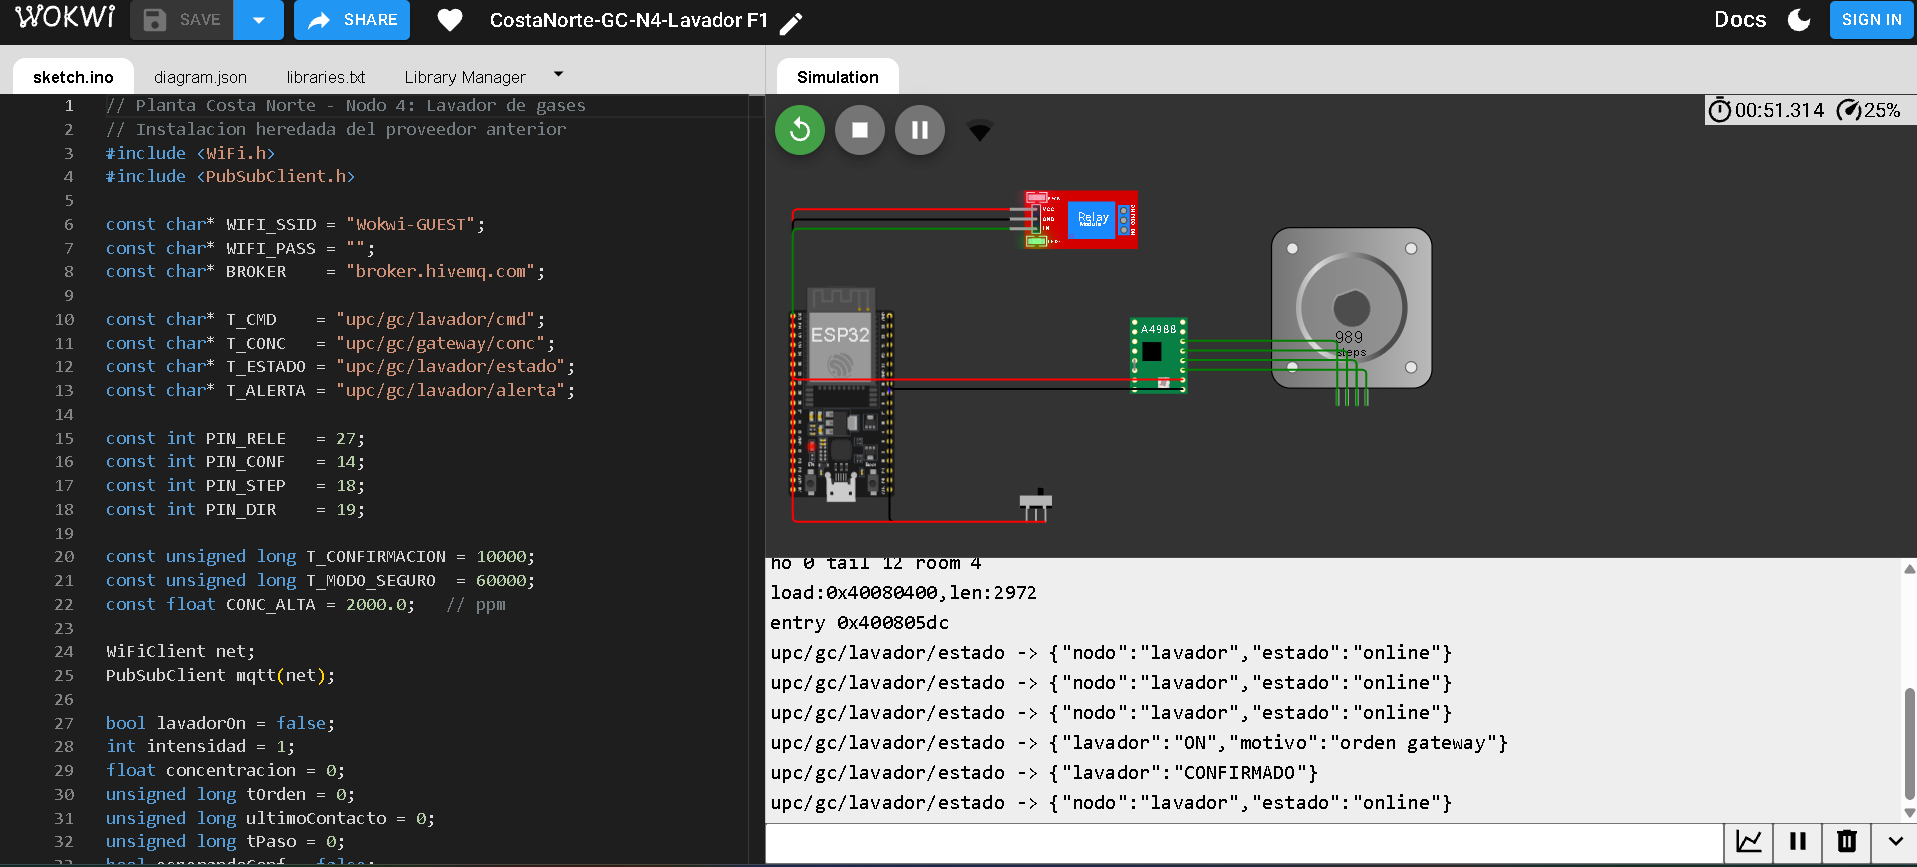 WOKWi
SAVE
SHARE
CostaNorte-GC-N4-Lavador F1
Docs
SIGN IN
sketch.ino
diagram.json
libraries.txt
Library Manager
Simulation
1 // Planta Costa Norte - Nodo 4: Lavador de gases
2 // Instalacion heredada del proveedor anterior
3 #include <WiFi.h>
4 #include <PubSubClient.h>
5
6 const char* WIFI_SSID = "Wokwi-GUEST";
7 const char* WIFI_PASS = "";
8 const char* BROKER    = "broker.hivemq.com";
9
10 const char* T_CMD    = "upc/gc/lavador/cmd";
11 const char* T_CONC   = "upc/gc/gateway/conc";
12 const char* T_ESTADO = "upc/gc/lavador/estado";
13 const char* T_ALERTA = "upc/gc/lavador/alerta";
14
15 const int PIN_RELE   = 27;
16 const int PIN_CONF   = 14;
17 const int PIN_STEP   = 18;
18 const int PIN_DIR    = 19;
19
20 const unsigned long T_CONFIRMACION = 10000;
21 const unsigned long T_MODO_SEGURO  = 60000;
22 const float CONC_ALTA = 2000.0;   // ppm
23
24 WiFiClient net;
25 PubSubClient mqtt(net);
26
27 bool lavadorOn = false;
28 int intensidad = 1;
29 float concentracion = 0;
30 unsigned long tOrden = 0;
31 unsigned long ultimoContacto = 0;
32 unsigned long tPaso = 0;
00:51.314
25%
VCC
GND
IN
Relay
Module
ESP32
A4988
989
steps
ho 0 tail 12 room 4
load:0x40080400,len:2972
entry 0x400805dc
upc/gc/lavador/estado -> {"nodo":"lavador","estado":"online"}
upc/gc/lavador/estado -> {"nodo":"lavador","estado":"online"}
upc/gc/lavador/estado -> {"nodo":"lavador","estado":"online"}
upc/gc/lavador/estado -> {"lavador":"ON","motivo":"orden gateway"}
upc/gc/lavador/estado -> {"lavador":"CONFIRMADO"}
upc/gc/lavador/estado -> {"nodo":"lavador","estado":"online"}